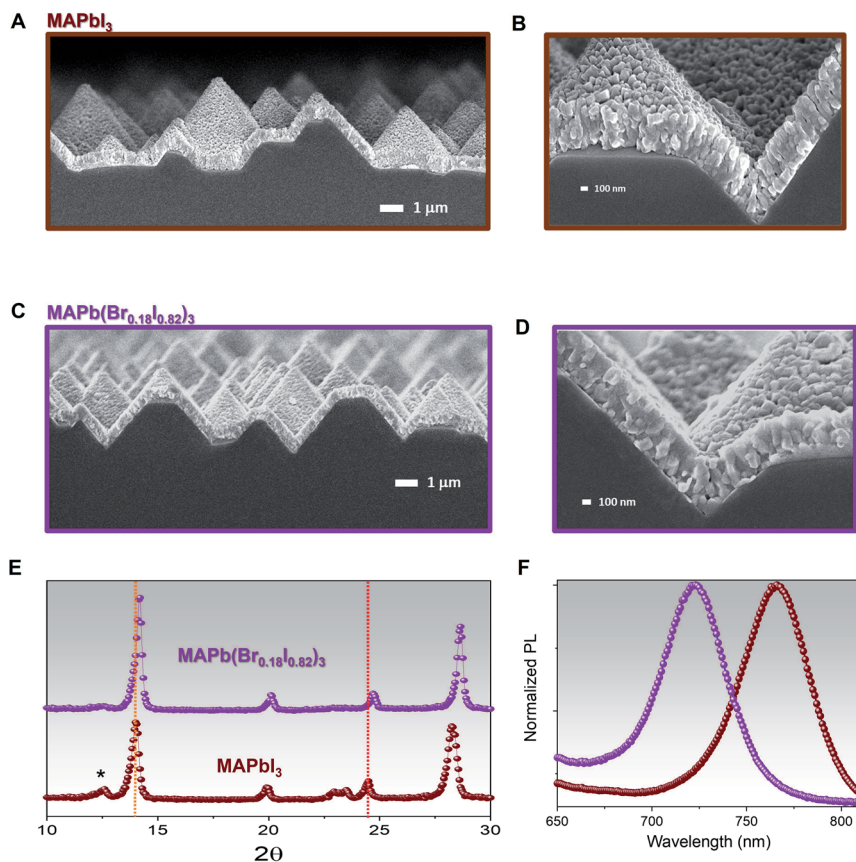 A
MAPbI₃
1 μm
B
100 nm
C
MAPb(Br₀.₁₈I₀.₈₂)₃
1 μm
D
100 nm
E
MAPb(Br₀.₁₈I₀.₈₂)₃
*
MAPbI₃
10 15 20 25 30
2θ
F
Normalized PL
650 700 750 800
Wavelength (nm)